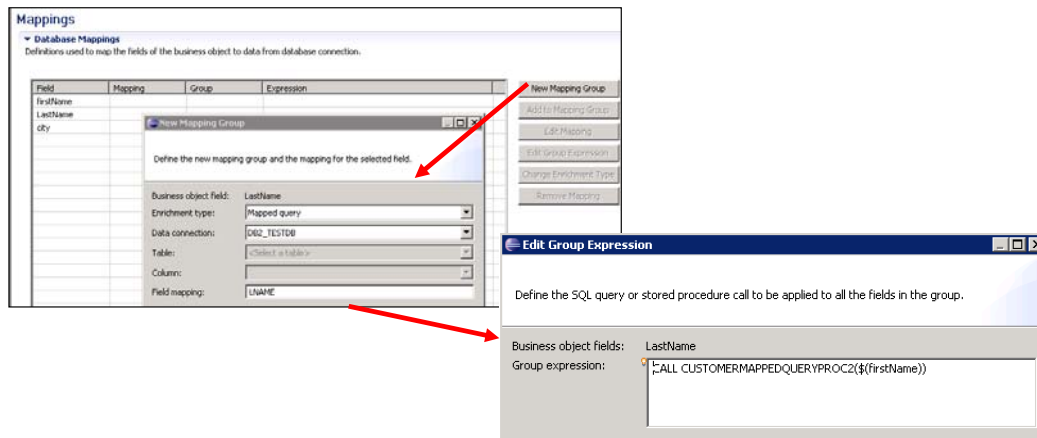 Mappings
Database Mappings
Definitions used to map the fields of the business object to data from database connection.
Field Mapping Group Expression
firstName
LastName
city
New Mapping Group
Add to Mapping Group
Edit Mapping
Edit Group Expression
Change Enrichment Type
Remove Mapping
New Mapping Group
Define the new mapping group and the mapping for the selected field.
Business object field: LastName
Enrichment type: Mapped query
Data connection: DB2_TESTDB
Table: <Select a table>
Column:
Field mapping: LNAME
Edit Group Expression
Define the SQL query or stored procedure call to be applied to all the fields in the group.
Business object fields: LastName
Group expression: CALL CUSTOMERMAPPEDQUERYPROC2($(firstName))